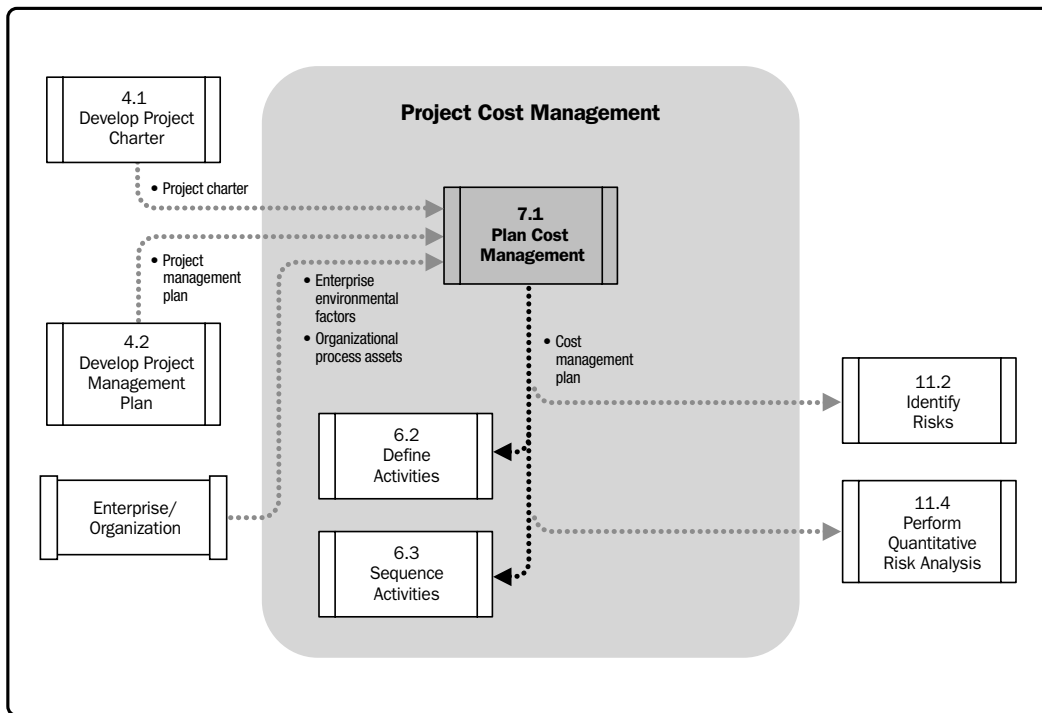 Project Cost Management
4.1
Develop Project
Charter
• Project charter
7.1
Plan Cost
Management
• Project
management
plan
• Enterprise
environmental
factors
• Organizational
process assets
4.2
Develop Project
Management
Plan
• Cost
management
plan
11.2
Identify
Risks
6.2
Define
Activities
Enterprise/
Organization
11.4
Perform
Quantitative
Risk Analysis
6.3
Sequence
Activities